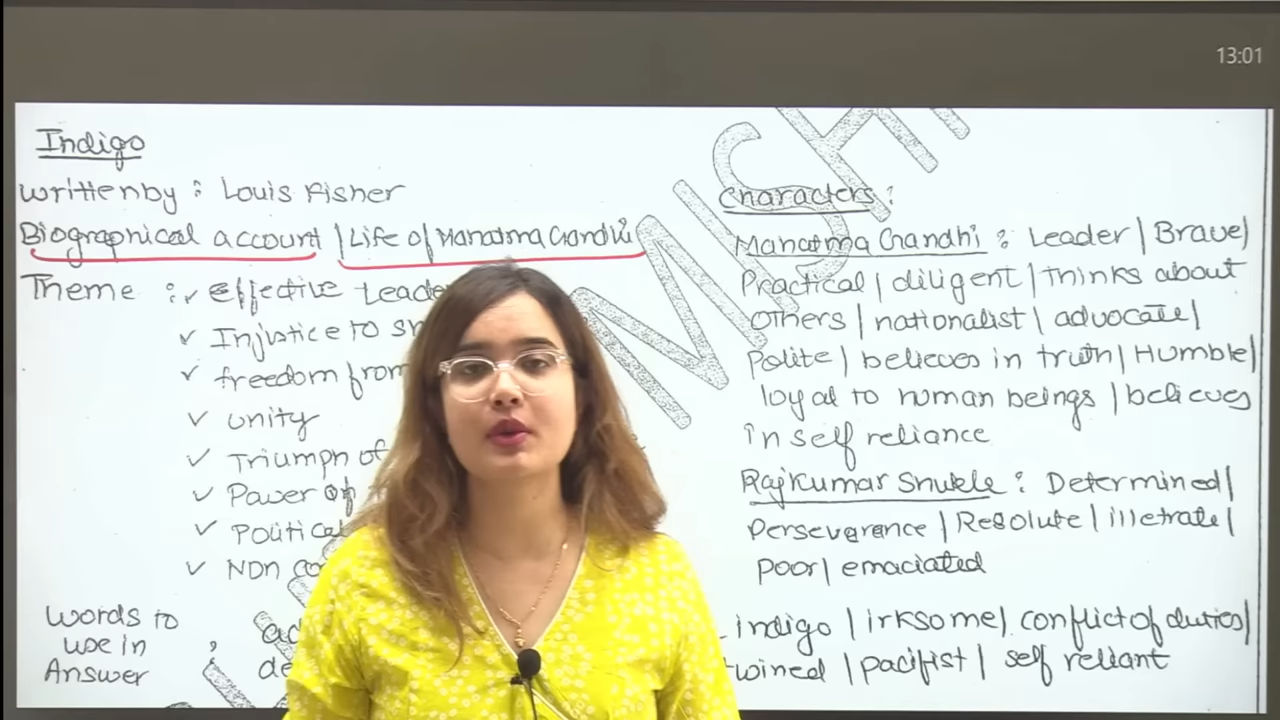 13:01
Indigo
Written by : Louis Fisher
Biographical account | Life of Mahatma Gandhi
Theme : ✓ effective
✓ Injustice to
✓ freedom from
✓ unity
✓ Triumph of
✓ Power of
✓ Political
✓ Non
Words to
use in
Answer
Characters :
Mahatma Gandhi : Leader | Brave |
Practical | diligent | thinks about
others | nationalist | advocate |
Polite | believes in truth | Humble |
loyal to human beings | believes
in self reliance
Rajkumar Shukla : Determined |
Perseverance | Resolute | illetrate |
Poor | emaciated
indigo | irksome | conflict of duties |
pacifist | self reliant